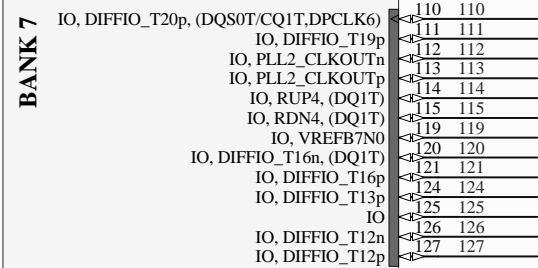 BANK 7
IO, DIFFIO_T20p, (DQS0T/CQ1T,DPCLK6) 110 110
IO, DIFFIO_T19p 111 111
IO, PLL2_CLKOUTn 112 112
IO, PLL2_CLKOUTp 113 113
IO, RUP4, (DQ1T) 114 114
IO, RDN4, (DQ1T) 115 115
IO, VREFB7N0 119 119
IO, DIFFIO_T16n, (DQ1T) 120 120
IO, DIFFIO_T16p 121 121
IO, DIFFIO_T13p 124 124
IO 125 125
IO, DIFFIO_T12n 126 126
IO, DIFFIO_T12p 127 127